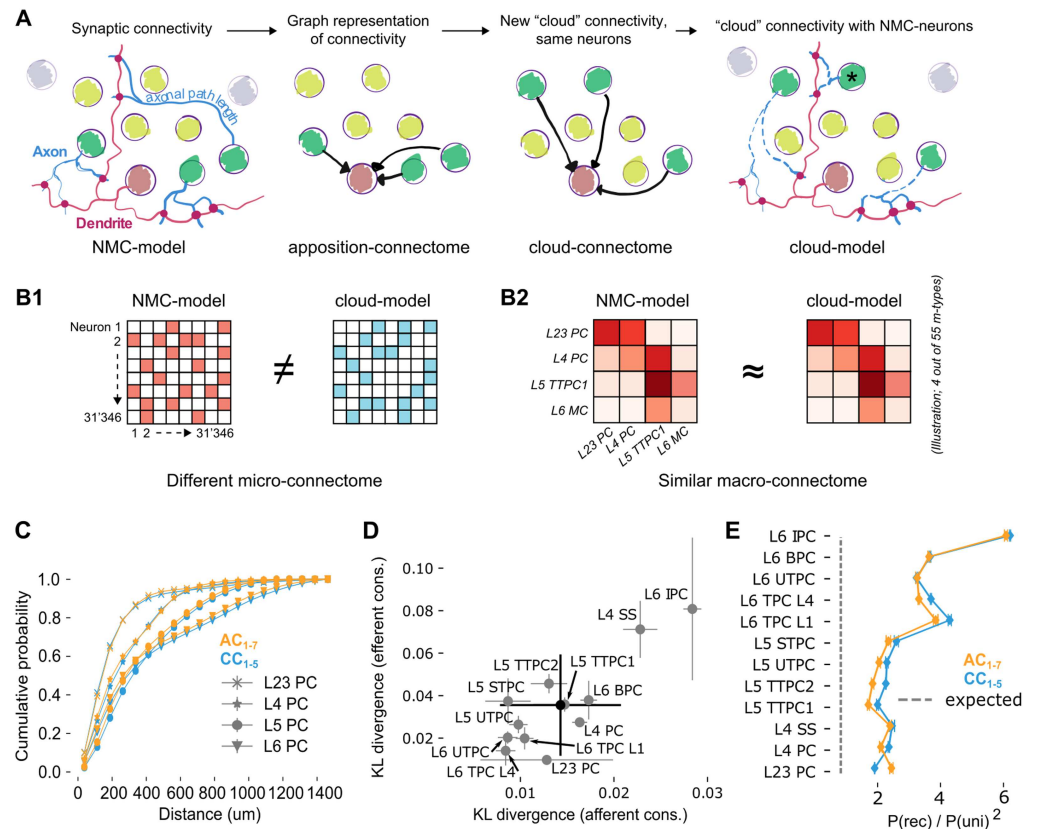 A
Synaptic connectivity
Graph representation
of connectivity
New “cloud” connectivity,
same neurons
“cloud” connectivity with NMC-neurons
axonal path length
Axon
Dendrite
*
NMC-model
apposition-connectome
cloud-connectome
cloud-model
B1
NMC-model
cloud-model
Neuron 1
2
31'346
1 2
31'346
≠
Different micro-connectome
B2
NMC-model
cloud-model
L23 PC
L4 PC
L5 TTPC1
L6 MC
L23 PC
L4 PC
L5 TTPC1
L6 MC
≈
(Illustration; 4 out of 55 m-types)
Similar macro-connectome
C
Cumulative probability
1.0
0.8
0.6
0.4
0.2
0.0
AC1-7
CC1-5
L23 PC
L4 PC
L5 PC
L6 PC
0 200 400 600 800 1000 1200 1400
Distance (um)
D
KL divergence (efferent cons.)
0.10
0.08
0.06
0.04
0.02
L6 IPC
L4 SS
L5 TTPC2
L5 TTPC1
L5 STPC
L6 BPC
L5 UTPC
L4 PC
L6 UTPC
L6 TPC L1
L6 TPC L4
L23 PC
0.01 0.02 0.03
KL divergence (afferent cons.)
E
L6 IPC
L6 BPC
L6 UTPC
L6 TPC L4
L6 TPC L1
L5 STPC
L5 UTPC
L5 TTPC2
L5 TTPC1
L4 SS
L4 PC
L23 PC
AC1-7
CC1-5
expected
2 4 6
P(rec) / P(uni)2